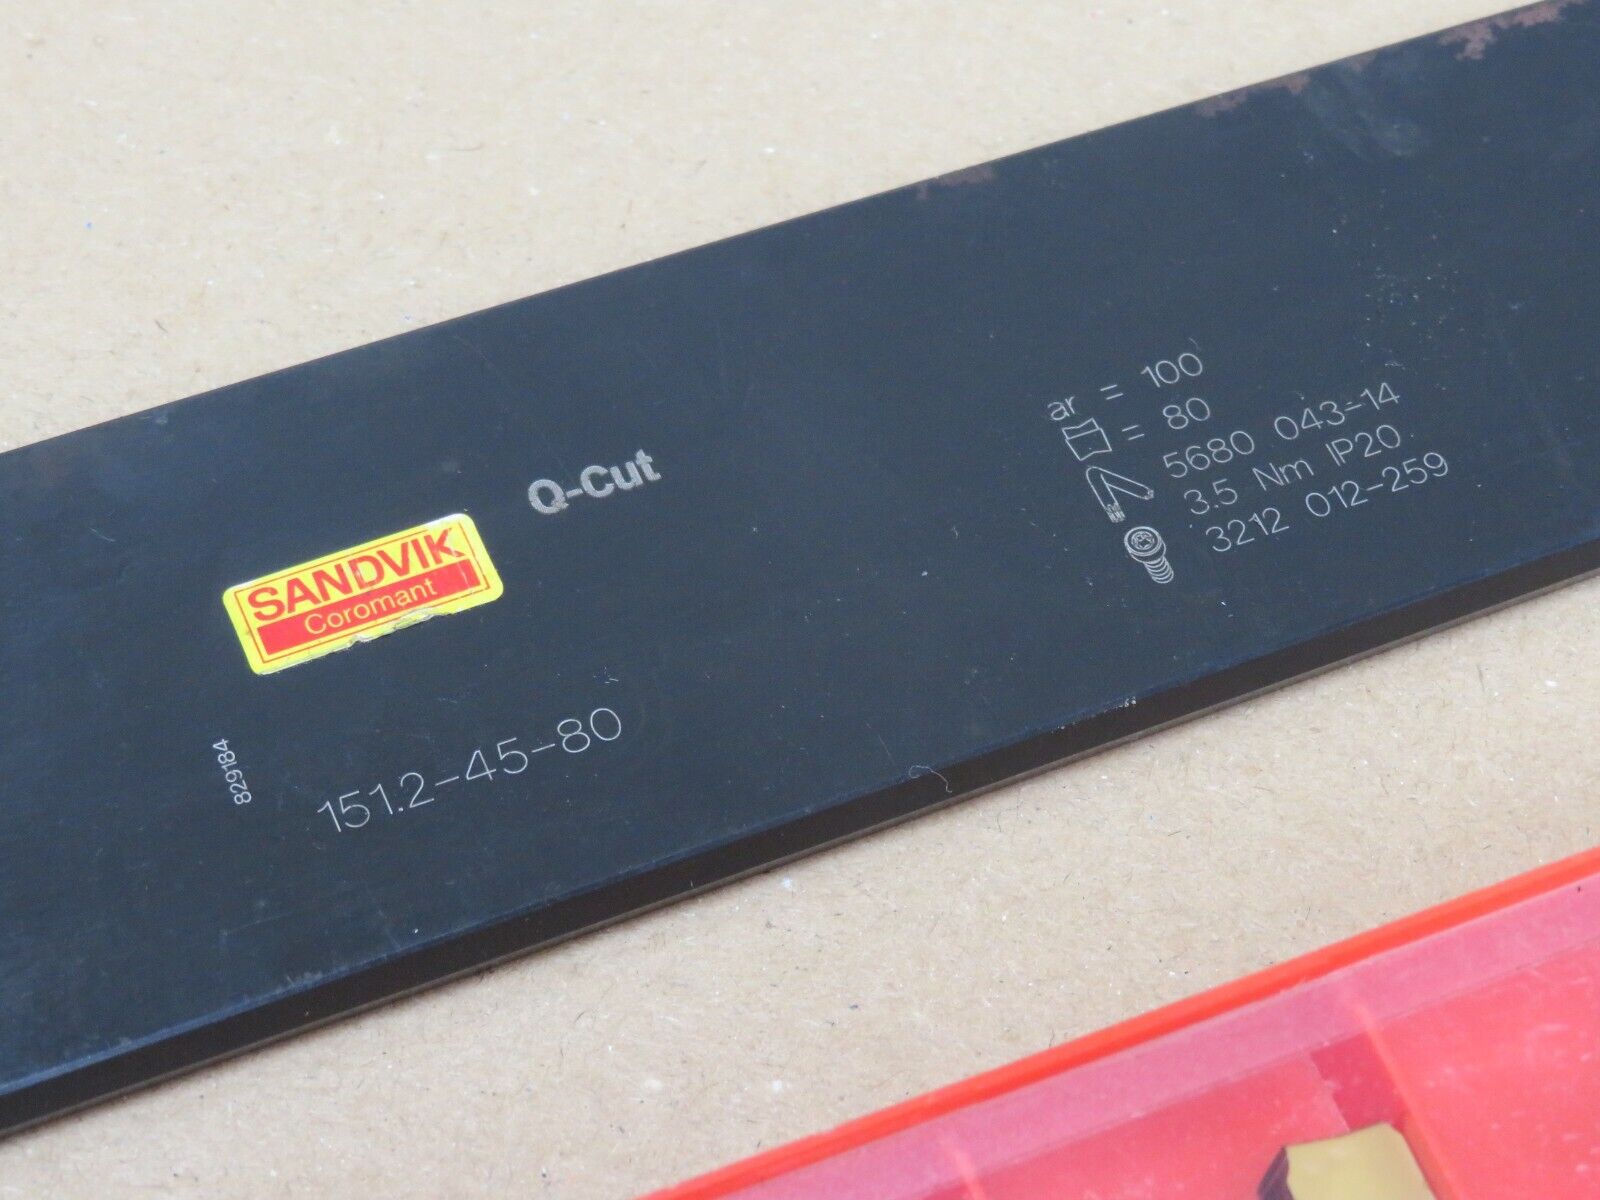 Q-Cut
SANDVIK
Coromant
829184
151.2-45-80
ar = 100
= 80
5680 043-14
3.5 Nm IP20
3212 012-259